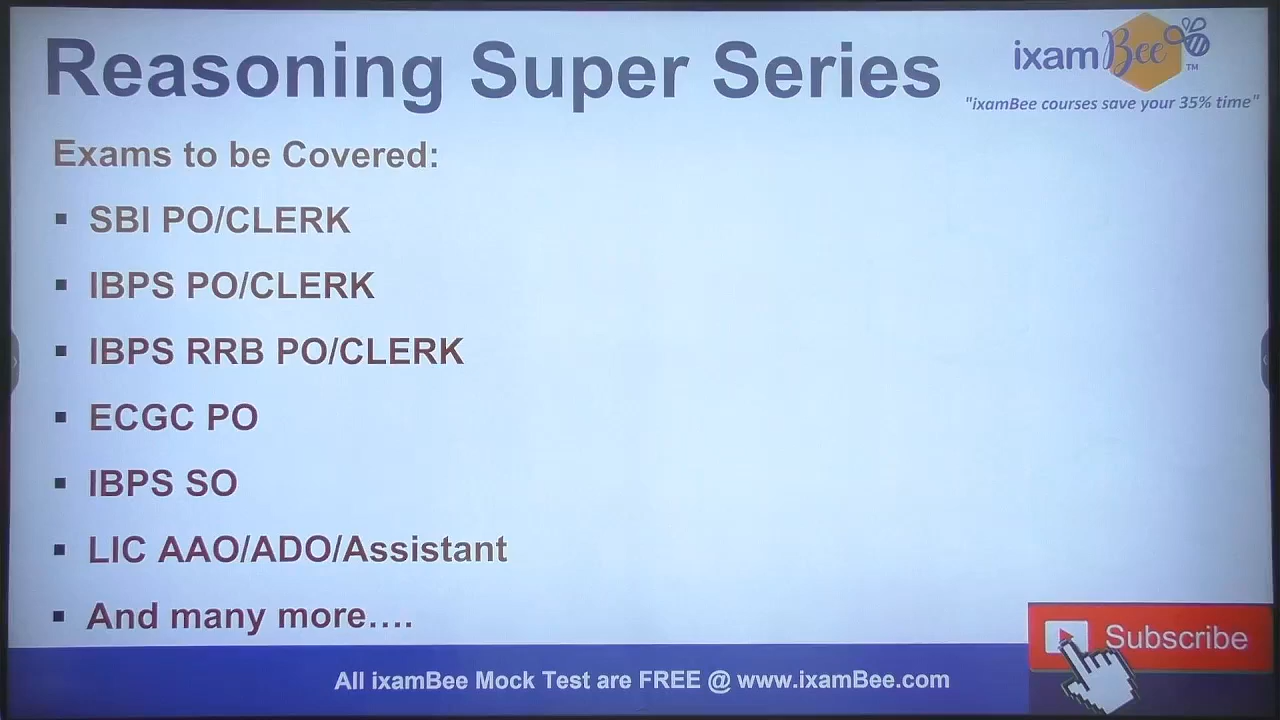 Reasoning Super Series
ixamBee™
"ixamBee courses save your 35% time"
Exams to be Covered:
▪ SBI PO/CLERK
▪ IBPS PO/CLERK
▪ IBPS RRB PO/CLERK
▪ ECGC PO
▪ IBPS SO
▪ LIC AAO/ADO/Assistant
▪ And many more....
Subscribe
All ixamBee Mock Test are FREE @ www.ixamBee.com